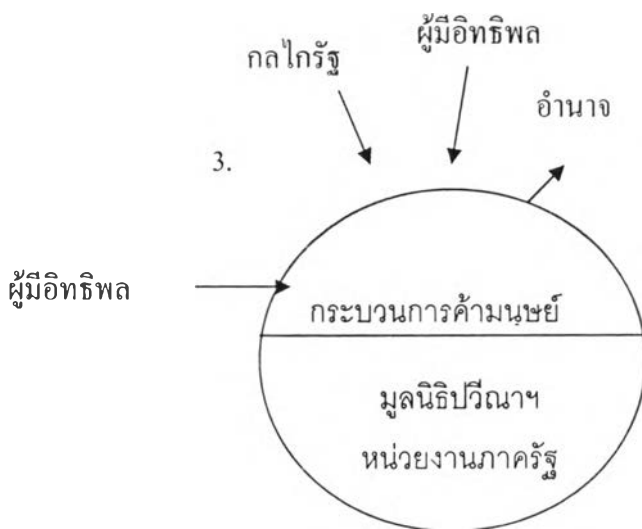 ผู้มีอิทธิพล
กลไกรัฐ
อำนาจ
3.
ผู้มีอิทธิพล
กระบวนการค้ามนุษย์
มูลนิธิปวีณาฯ
หน่วยงานภาครัฐ